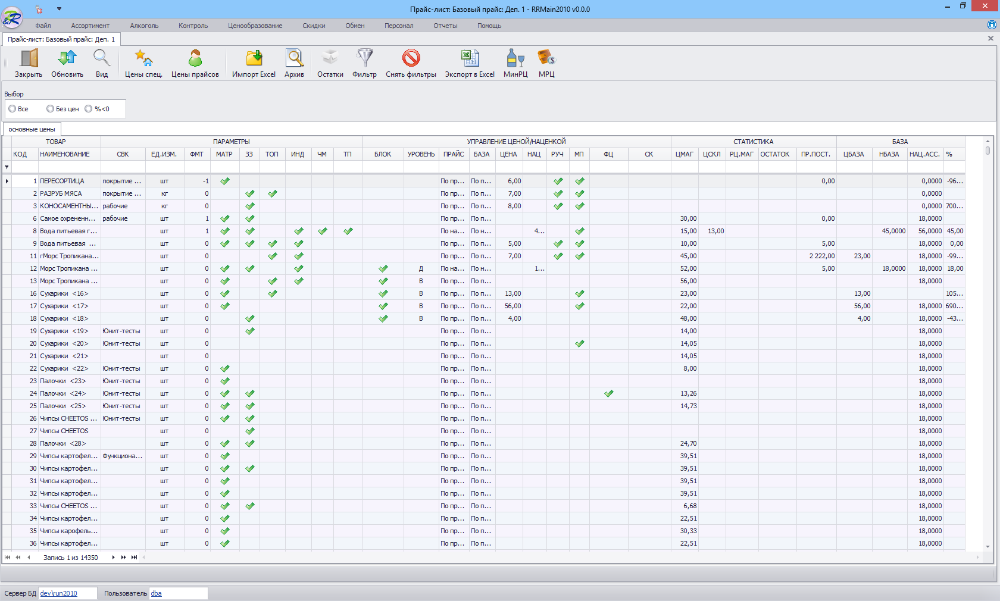 Прайс-лист: Базовый прайс: Деп. 1 - RRMain2010 v0.0.0
Файл Ассортимент Алкоголь Контроль Ценообразование Скидки Обмен Персонал Отчеты Помощь
Прайс-лист: Базовый прайс: Деп. 1
Закрыть Обновить Вид Цены спец. Цены прайсов Импорт Excel Архив Остатки Фильтр Снять фильтры Экспорт в Excel МинРЦ МРЦ
Выбор
Все Без цен %<0
основные цены
ТОВАР ПАРАМЕТРЫ УПРАВЛЕНИЕ ЦЕНОЙ/НАЦЕНКОЙ СТАТИСТИКА БАЗА
КОД НАИМЕНОВАНИЕ СВК ЕД.ИЗМ. ФМТ МАТР ЗЗ ТОП ИНД ЧМ ТП БЛОК УРОВЕНЬ ПРАЙС БАЗА ЦЕНА НАЦ РУЧ МП ФЦ СК ЦМАГ ЦСКЛ РЦ.МАГ ОСТАТОК ПР.ПОСТ. ЦБАЗА НБАЗА НАЦ.АСС. %
1 ПЕРЕСОРТИЦА покрытие ... шт -1 По пр... По п... 6,00 0,00 0,0000 -96...
2 РАЗРУБ МЯСА покрытие ... кг 0 По пр... По п... 7,00 0,0000
3 КОНОСАМЕНТНЫ... рабочие кг 0 По пр... По п... 8,00 0,0000 700...
6 Самое охрененн... рабочие шт 1 По пр... По п... 30,00 0,00 18,0000
8 Вода питьевая г... шт 1 По на... По н... 4... 15,00 13,00 45,0000 56,0000 45,00
9 Вода питьевая ... шт 0 По пр... По п... 5,00 10,00 5,00 18,0000 0,00
11 гМорс Тропикана... шт 0 По пр... По п... 7,00 45,00 2 222,00 23,00 18,0000 -99...
12 Морс Тропикана ... шт 0 Д По на... По н... 1... 52,00 5,00 18,0000 18,0000 18,00
13 Морс Тропикана ... шт 0 В По пр... По п... 56,00 18,0000
16 Сухарики <16> шт 0 В По пр... По п... 13,00 23,00 13,00 105...
17 Сухарики <17> шт 0 В По пр... По п... 56,00 22,00 56,00 18,0000 690...
18 Сухарики <18> шт 0 В По пр... По п... 4,00 48,00 4,00 18,0000 -43...
19 Сухарики <19> Юнит-тесты шт 0 По пр... По п... 14,00 18,0000
20 Сухарики <20> Юнит-тесты шт 0 По пр... По п... 14,05 18,0000
21 Сухарики <21> шт 0 По пр... По п... 14,05 18,0000
22 Сухарики <22> Юнит-тесты шт 0 По пр... По п... 8,00 18,0000
23 Палочки <23> Юнит-тесты шт 0 По пр... По п... 18,0000
24 Палочки <24> Юнит-тесты шт 0 По пр... По п... 13,26 18,0000
25 Палочки <25> Юнит-тесты шт 0 По пр... По п... 14,73 18,0000
26 Чипсы CHEETOS ... Юнит-тесты шт 0 По пр... По п... 18,0000
27 Чипсы CHEETOS шт 0 По пр... По п... 18,0000
28 Палочки <28> шт 0 По пр... По п... 24,70 18,0000
29 Чипсы картофел... Функциона... шт 0 По пр... По п... 39,51 18,0000
30 Чипсы картофел... шт 0 По пр... По п... 39,51 18,0000
31 Чипсы картофел... шт 0 По пр... По п... 39,51 18,0000
32 Чипсы картофел... шт 0 По пр... По п... 39,51 18,0000
33 Чипсы CHEETOS ... шт 0 По пр... По п... 6,68 18,0000
34 Чипсы картофел... шт 0 По пр... По п... 22,51 18,0000
35 Чипсы карофель... шт 0 По пр... По п... 30,33 18,0000
36 Чипсы картофел... шт 0 По пр... По п... 22,51 18,0000
Запись 1 из 14350
Сервер БД dev\run2010 Пользователь dba